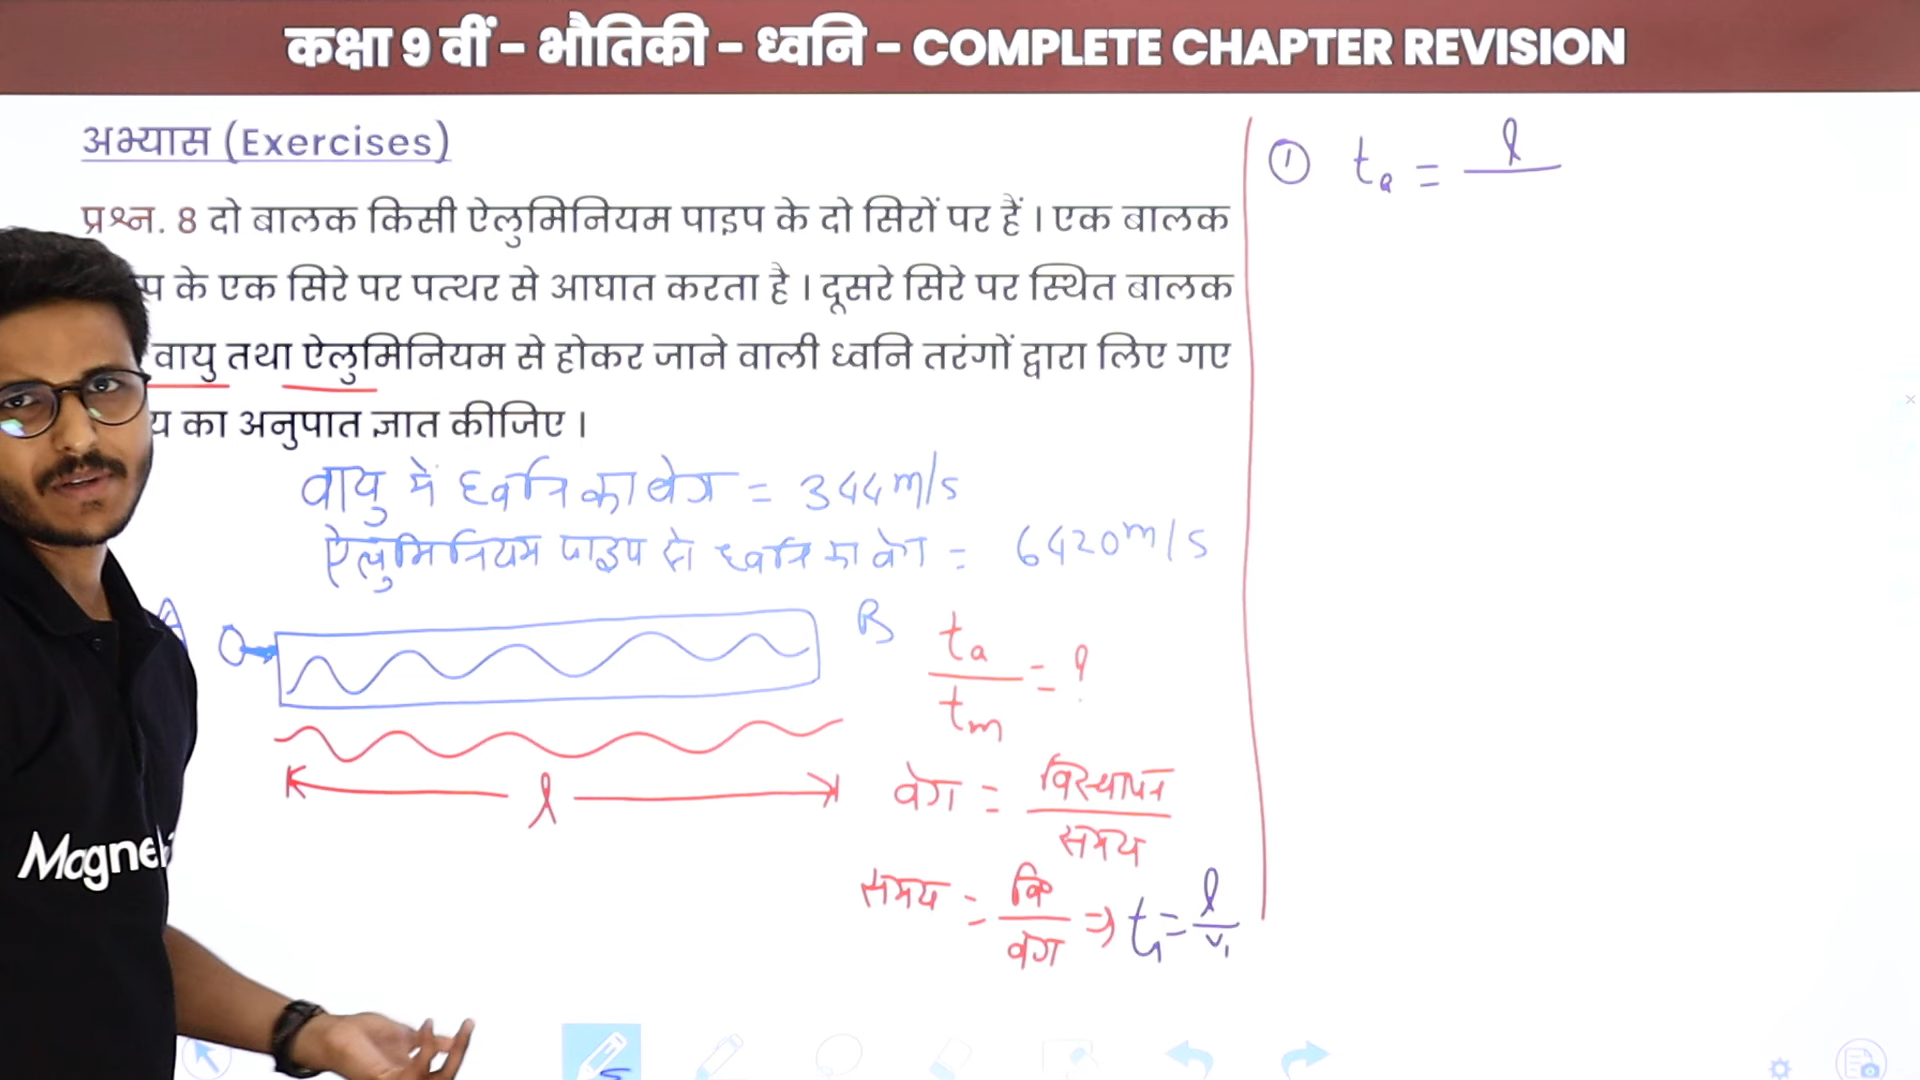 कक्षा 9 वीं – भौतिकी – ध्वनि – COMPLETE CHAPTER REVISION
अभ्यास (Exercises)
प्रश्न. 8 दो बालक किसी ऐलुमिनियम पाइप के दो सिरों पर हैं । एक बालक
प के एक सिरे पर पत्थर से आघात करता है । दूसरे सिरे पर स्थित बालक
वायु तथा ऐलुमिनियम से होकर जाने वाली ध्वनि तरंगों द्वारा लिए गए
य का अनुपात ज्ञात कीजिए ।
वायु में ध्वनि का वेग = 344 m/s
ऐलुमिनियम पाइप में ध्वनि का वेग = 6420 m/s
A
B
l
ta/tm = ?
वेग = विस्थापन/समय
समय = वि/वेग ⇒ t1 = l/v1
① ta = l/
Magne